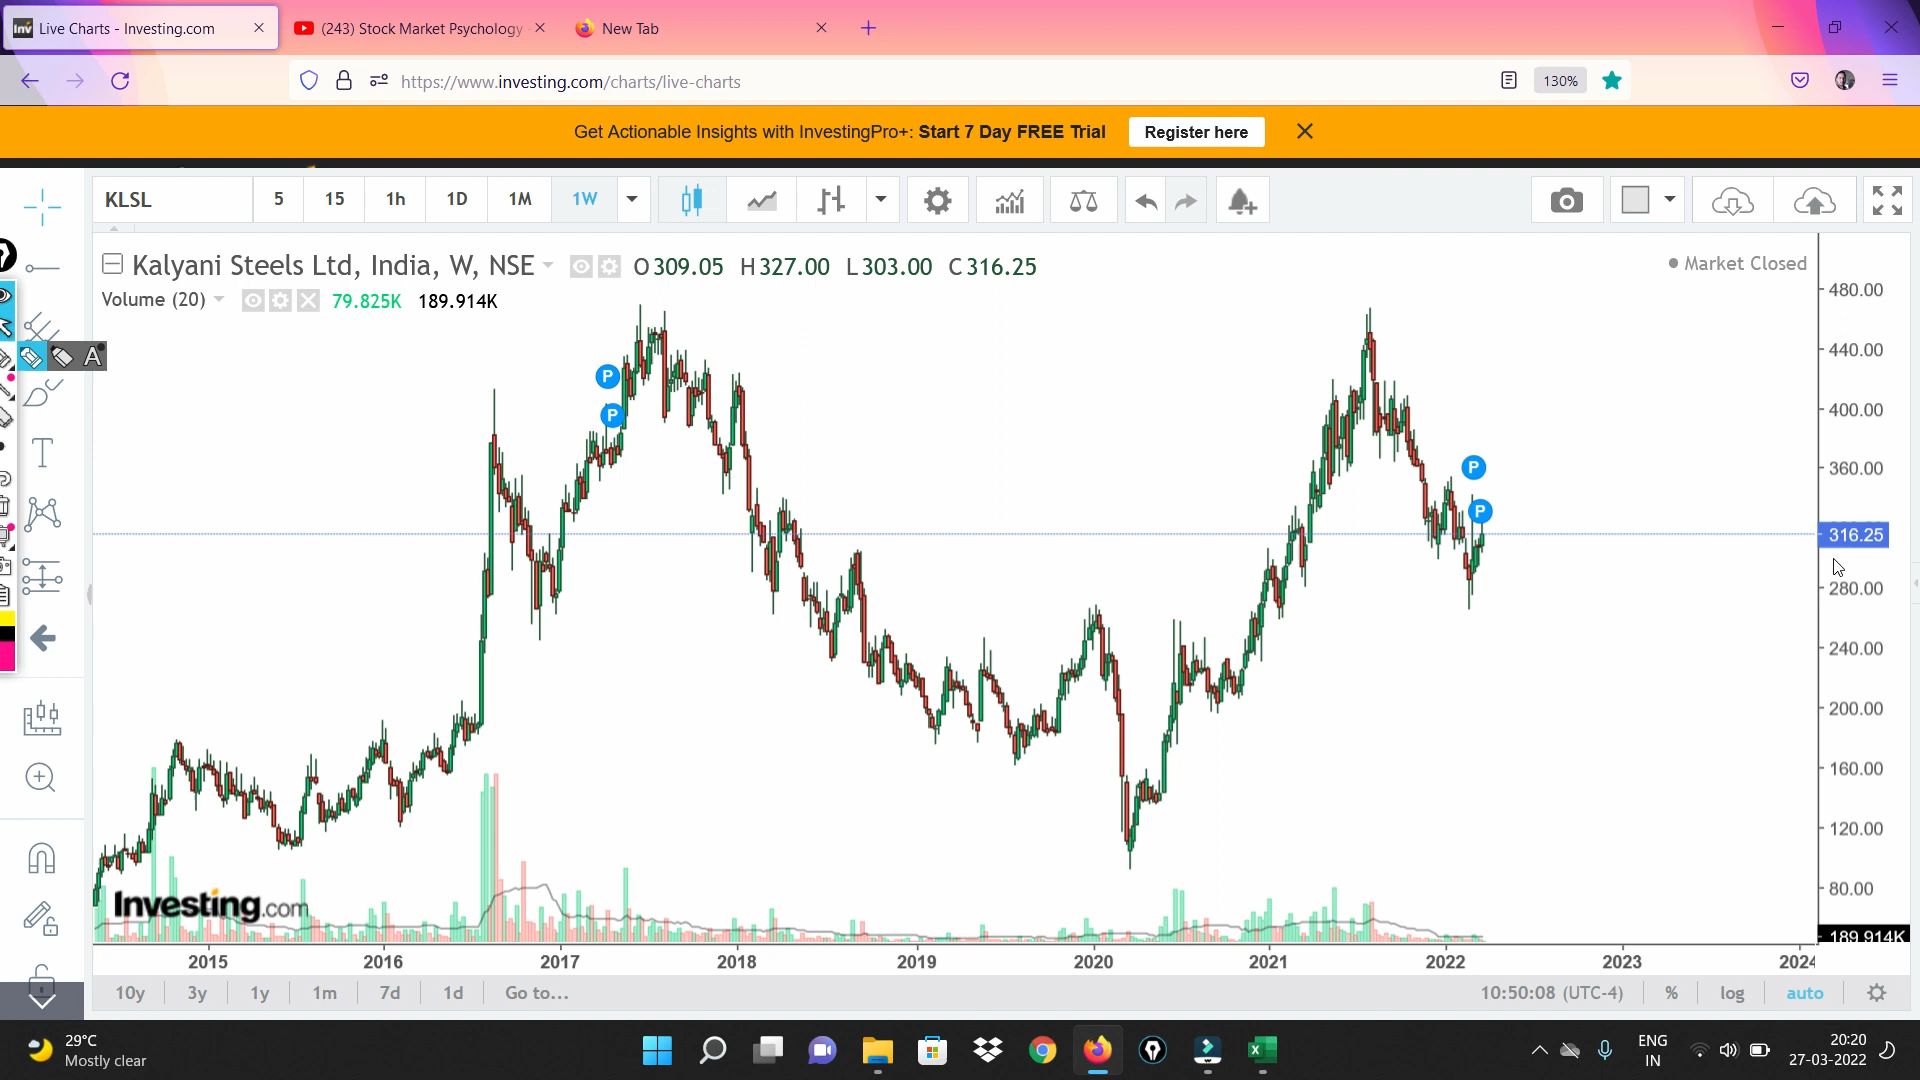 Live Charts - Investing.com
(243) Stock Market Psychology
New Tab
https://www.investing.com/charts/live-charts
130%
Get Actionable Insights with InvestingPro+: Start 7 Day FREE Trial
Register here
KLSL
5
15
1h
1D
1M
1W
Kalyani Steels Ltd, India, W, NSE
O309.05 H327.00 L303.00 C316.25
Market Closed
Volume (20)
79.825K 189.914K
480.00
440.00
400.00
360.00
316.25
280.00
240.00
200.00
160.00
120.00
80.00
189.914K
P
P
P
P
A
T
Investing.com
2015 2016 2017 2018 2019 2020 2021 2022 2023 2024
10y 3y 1y 1m 7d 1d Go to...
10:50:08 (UTC-4) % log auto
29°C
Mostly clear
ENG
IN
20:20
27-03-2022